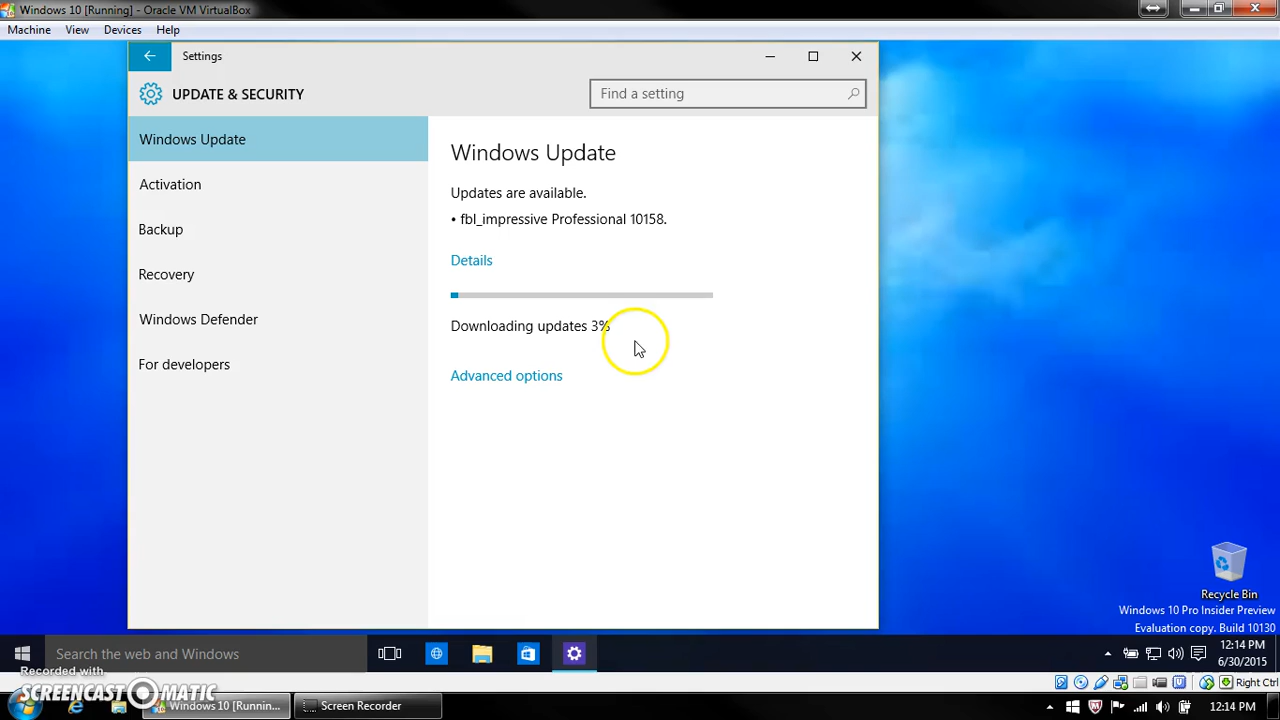 Windows 10 [Running] - Oracle VM VirtualBox
Machine View Devices Help
Settings
UPDATE & SECURITY
Find a setting
Windows Update
Activation
Backup
Recovery
Windows Defender
For developers
Windows Update
Updates are available.
• fbl_impressive Professional 10158.
Details
Downloading updates 3%
Advanced options
Recycle Bin
Windows 10 Pro Insider Preview
Evaluation copy. Build 10130
Search the web and Windows
12:14 PM
6/30/2015
Recorded with
SCREENCAST MATIC
Right Ctrl
Windows 10 [Runnin...
Screen Recorder
12:14 PM